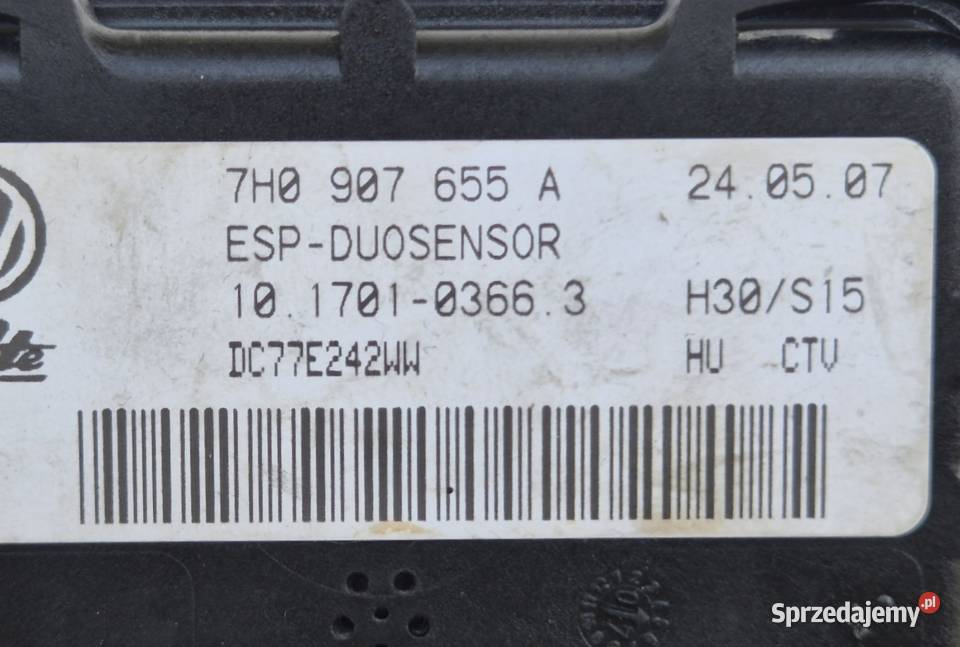 7H0 907 655 A 24.05.07
ESP-DUOSENSOR
10.1701-0366.3 H30/S15
DC77E242WW HU CTV
Sprzedajemy.pl